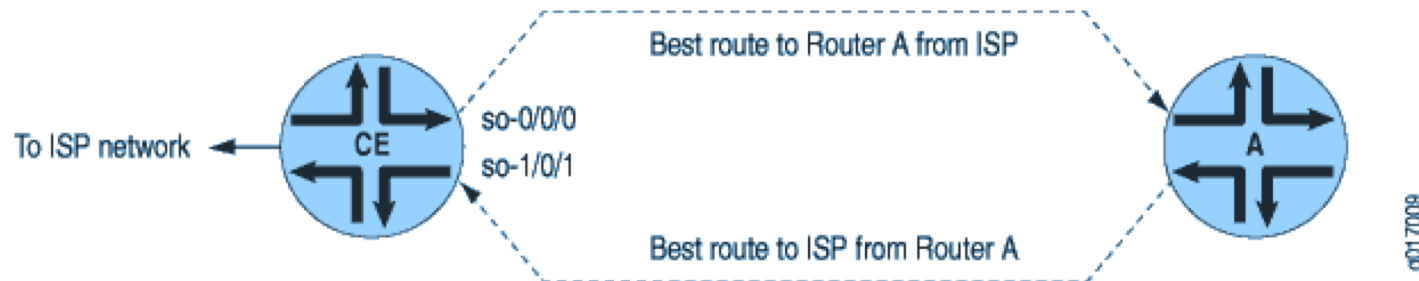 Best route to Router A from ISP
so-0/0/0
To ISP network
CE
A
so-1/0/1
Best route to ISP from Router A
g017009